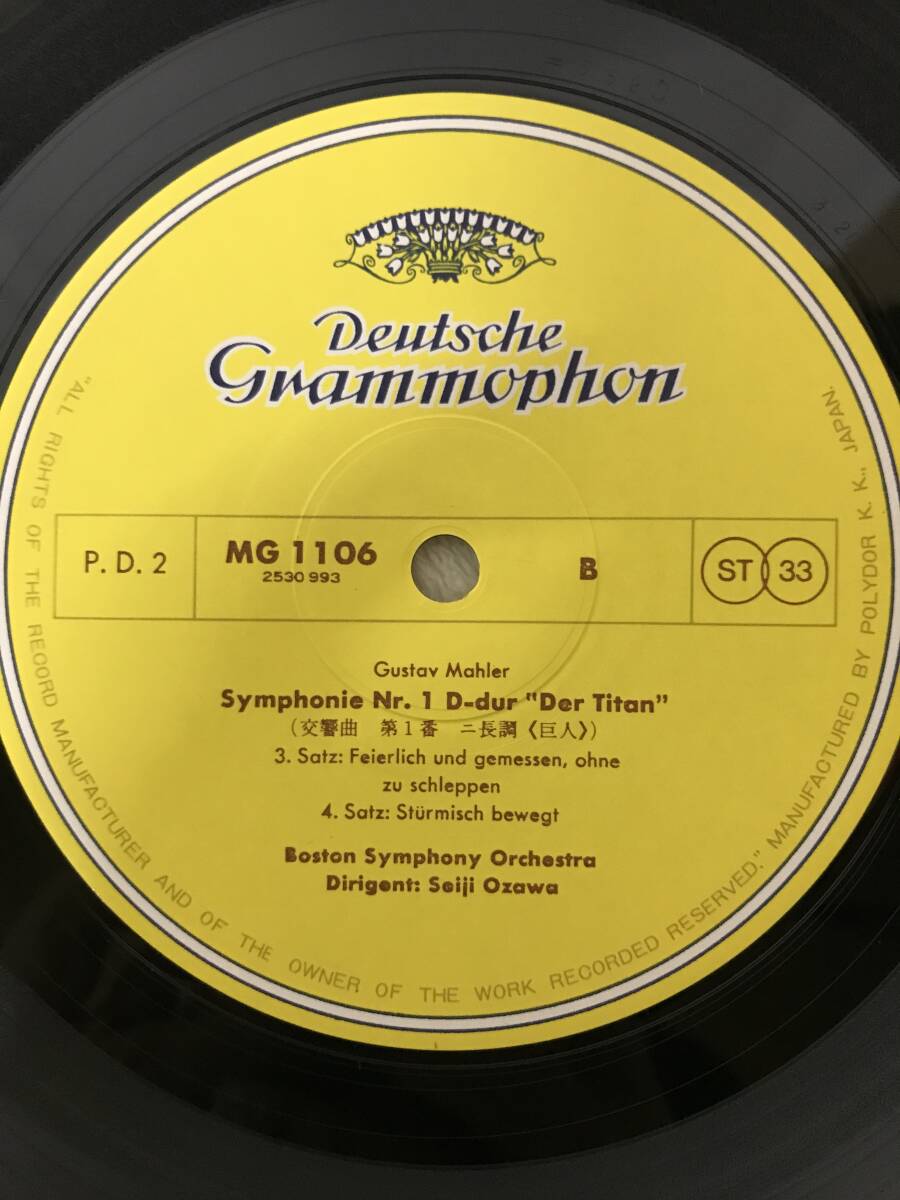 Deutsche
Grammophon
P. D. 2
MG 1106
2530 993
B
ST 33
Gustav Mahler
Symphonie Nr. 1 D-dur "Der Titan"
(交響曲 第1番 ニ長調《巨人》)
3. Satz: Feierlich und gemessen, ohne
zu schleppen
4. Satz: Stürmisch bewegt
Boston Symphony Orchestra
Dirigent: Seiji Ozawa
"ALL RIGHTS OF THE RECORD MANUFACTURER AND OF THE OWNER OF THE WORK RECORDED RESERVED." MANUFACTURED BY POLYDOR K. K., JAPAN.